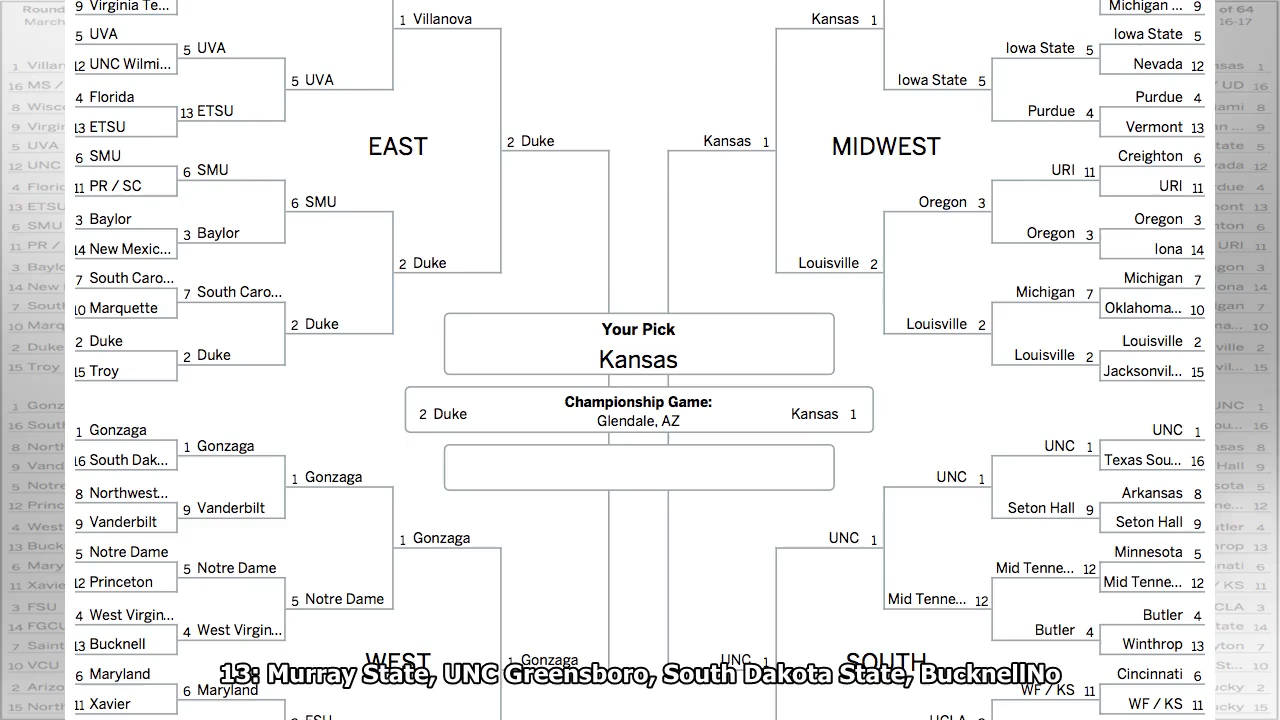 9 Virginia Te...
5 UVA
12 UNC Wilmi...
4 Florida
13 ETSU
6 SMU
11 PR / SC
3 Baylor
14 New Mexic...
7 South Caro...
10 Marquette
2 Duke
15 Troy
5 UVA
13 ETSU
6 SMU
3 Baylor
7 South Caro...
2 Duke
5 UVA
6 SMU
2 Duke
1 Villanova
2 Duke
2 Duke
EAST
Kansas 1
Kansas 1
Louisville 2
MIDWEST
Iowa State 5
Oregon 3
Louisville 2
Iowa State 5
Purdue 4
URI 11
Oregon 3
Michigan 7
Louisville 2
Michigan ... 9
Iowa State 5
Nevada 12
Purdue 4
Vermont 13
Creighton 6
URI 11
Oregon 3
Iona 14
Michigan 7
Oklahoma... 10
Louisville 2
Jacksonvil... 15
Your Pick
Kansas
Championship Game:
Glendale, AZ
2 Duke
Kansas 1
1 Gonzaga
16 South Dak...
8 Northwest...
9 Vanderbilt
5 Notre Dame
12 Princeton
4 West Virgin...
13 Bucknell
6 Maryland
11 Xavier
1 Gonzaga
9 Vanderbilt
5 Notre Dame
4 West Virgin...
6 Maryland
1 Gonzaga
5 Notre Dame
1 Gonzaga
1 Gonzaga
WEST
UNC 1
UNC 1
SOUTH
UNC 1
Mid Tenne... 12
UNC 1
Seton Hall 9
Mid Tenne... 12
Butler 4
WF / KS 11
UNC 1
Texas Sou... 16
Arkansas 8
Seton Hall 9
Minnesota 5
Mid Tenne... 12
Butler 4
Winthrop 13
Cincinnati 6
WF / KS 11
13: Murray State, UNC Greensboro, South Dakota State, BucknellNo